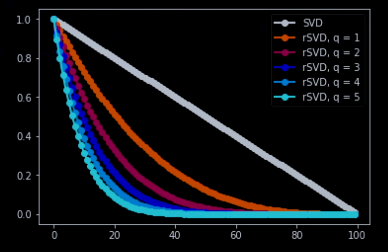 1.0
0.8
0.6
0.4
0.2
0.0
0 20 40 60 80 100
SVD
rSVD, q = 1
rSVD, q = 2
rSVD, q = 3
rSVD, q = 4
rSVD, q = 5